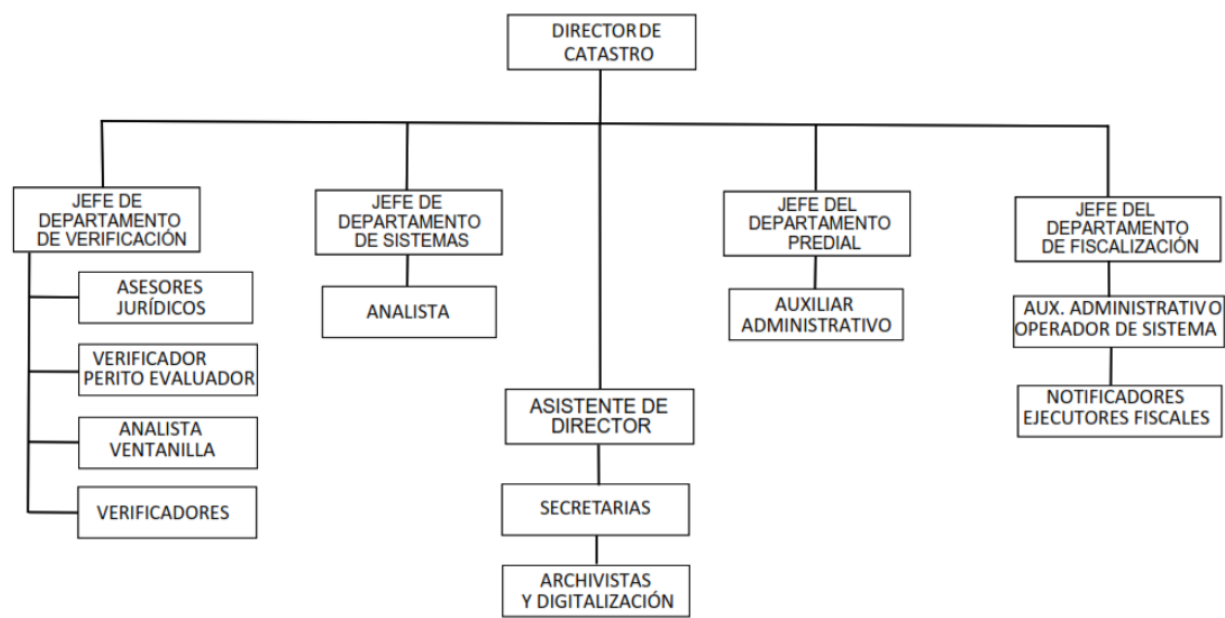 DIRECTOR DE
CATASTRO
JEFE DE
DEPARTAMENTO
DE VERIFICACIÓN
JEFE DE
DEPARTAMENTO
DE SISTEMAS
JEFE DEL
DEPARTAMENTO
PREDIAL
JEFE DEL
DEPARTAMENTO
DE FISCALIZACIÓN
ASESORES
JURÍDICOS
ANALISTA
AUXILIAR
ADMINISTRATIVO
AUX. ADMINISTRATIVO
OPERADOR DE SISTEMA
VERIFICADOR
PERITO EVALUADOR
ASISTENTE DE
DIRECTOR
NOTIFICADORES
EJECUTORES FISCALES
ANALISTA
VENTANILLA
SECRETARIAS
VERIFICADORES
ARCHIVISTAS
Y DIGITALIZACIÓN